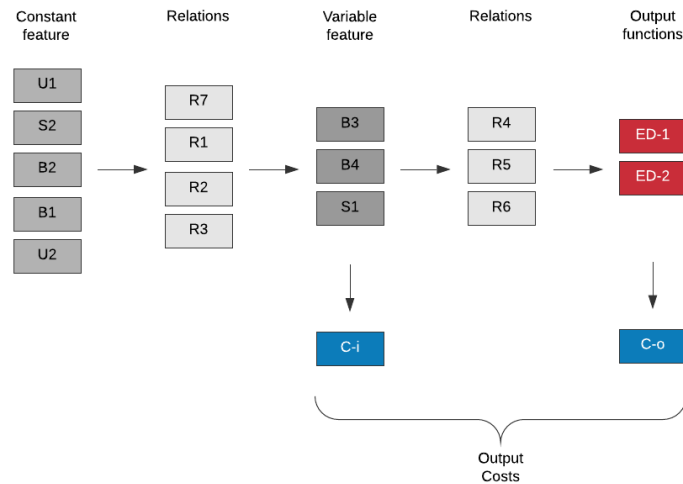 Constant
feature
Relations
Variable
feature
Relations
Output
functions
U1
S2
B2
B1
U2
R7
R1
R2
R3
B3
B4
S1
R4
R5
R6
ED-1
ED-2
C-i
C-o
Output
Costs